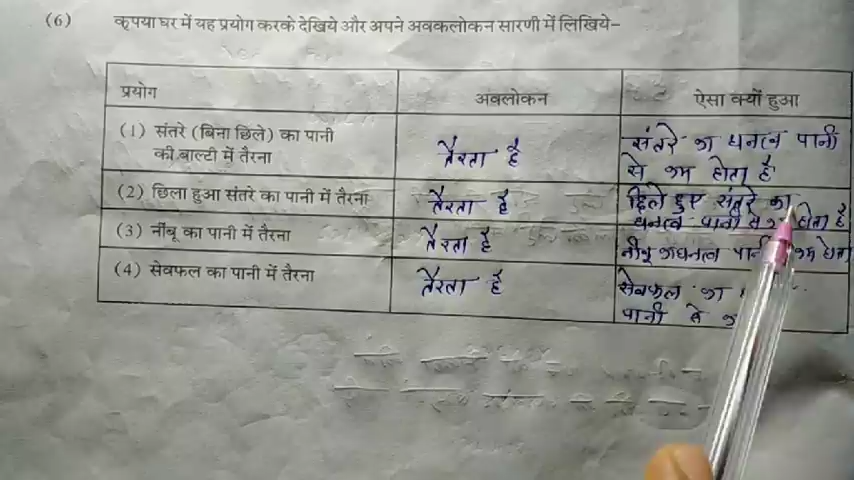 (6) कृपया घर में यह प्रयोग करके देखिये और अपने अवकलोकन सारणी में लिखिये–
प्रयोग अवलोकन ऐसा क्यों हुआ
(1) संतरे (बिना छिले) का पानी
की बाल्टी में तैरना
तैरता है
संतरे का घनत्व पानी
से कम होता है
(2) छिला हुआ संतरे का पानी में तैरना
तैरता है
छिले हुए संतरे का
घनत्व पानी से होता है
(3) नींबू का पानी में तैरना
तैरता है
नीबू का घनत्व पानी कम होता
(4) सेवफल का पानी में तैरना
तैरता है
सेवफल का
पानी से